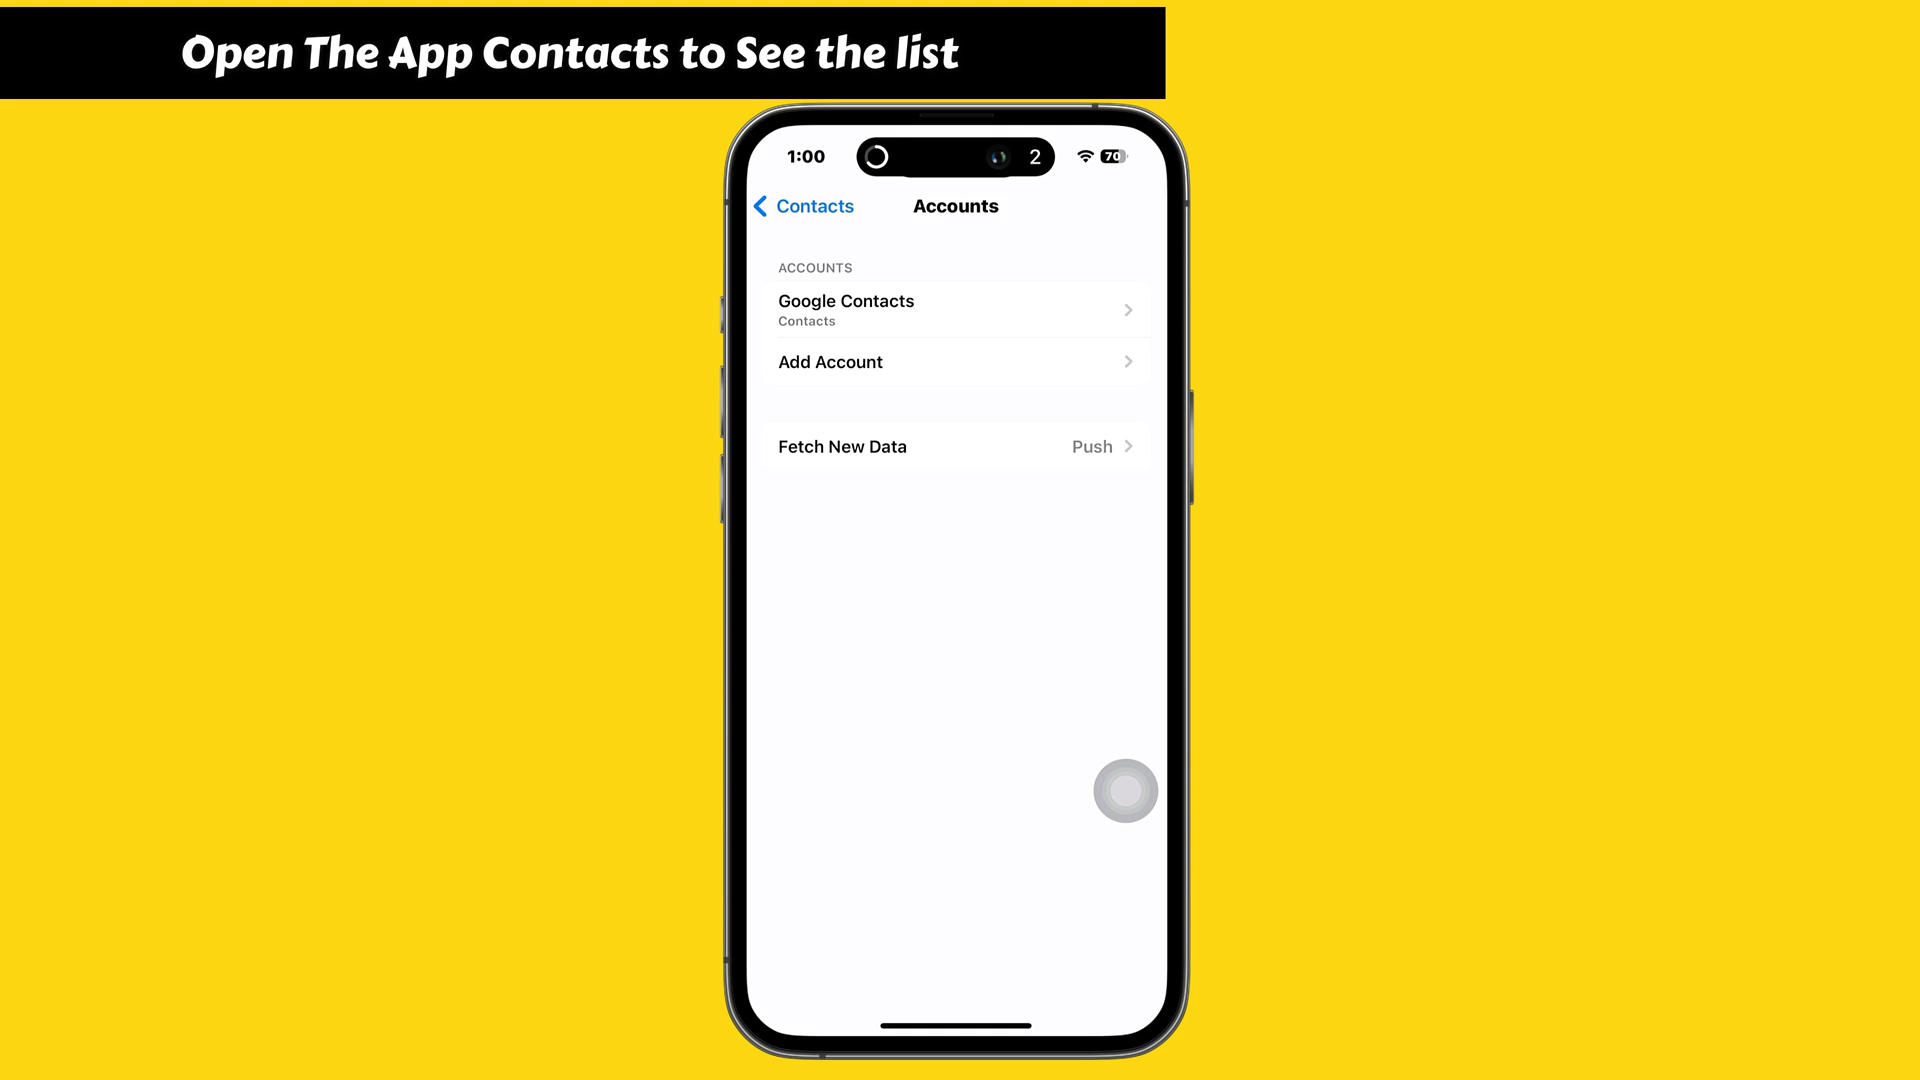 Open The App Contacts to See the list
1:00
2
70
Contacts
Accounts
ACCOUNTS
Google Contacts
Contacts
Add Account
Fetch New Data
Push